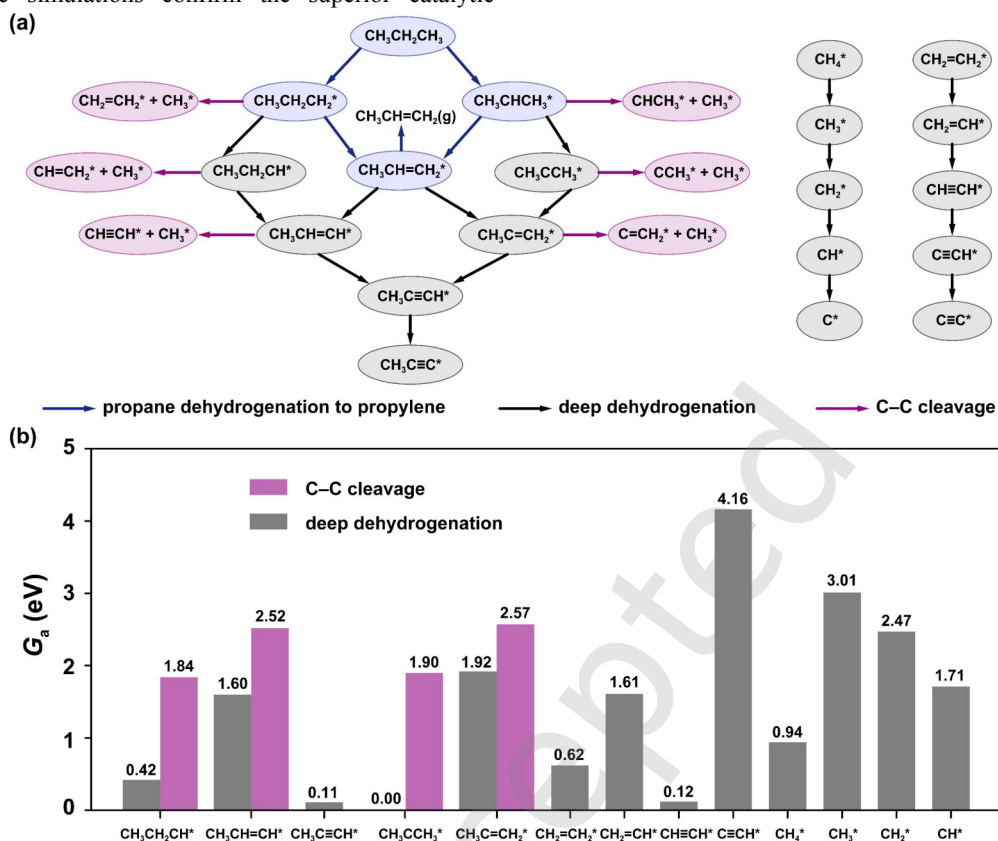 e simulations confirm the superior catalytic
(a)
CH₃CH₂CH₃
CH₂=CH₂* + CH₃*
CH₃CH₂CH₂*
CH₃CHCH₃*
CHCH₃* + CH₃*
CH₃CH=CH₂(g)
CH=CH₂* + CH₃*
CH₃CH₂CH*
CH₃CH=CH₂*
CH₃CCH₃*
CCH₃* + CH₃*
CH≡CH* + CH₃*
CH₃CH=CH*
CH₃C=CH₂*
C=CH₂* + CH₃*
CH₃C≡CH*
CH₃C≡C*
CH₄*
CH₃*
CH₂*
CH*
C*
CH₂=CH₂*
CH₂=CH*
CH≡CH*
C≡CH*
C≡C*
propane dehydrogenation to propylene
deep dehydrogenation
C–C cleavage
(b)
Gₐ (eV)
5
4
3
2
1
0
C–C cleavage
deep dehydrogenation
0.42
1.84
1.60
2.52
0.11
0.00
1.90
1.92
2.57
0.62
1.61
0.12
4.16
0.94
3.01
2.47
1.71
CH₃CH₂CH* CH₃CH=CH* CH₃C≡CH* CH₃CCH₃* CH₃C=CH₂* CH₂=CH₂* CH₂=CH* CH≡CH* C≡CH* CH₄* CH₃* CH₂* CH*
epted